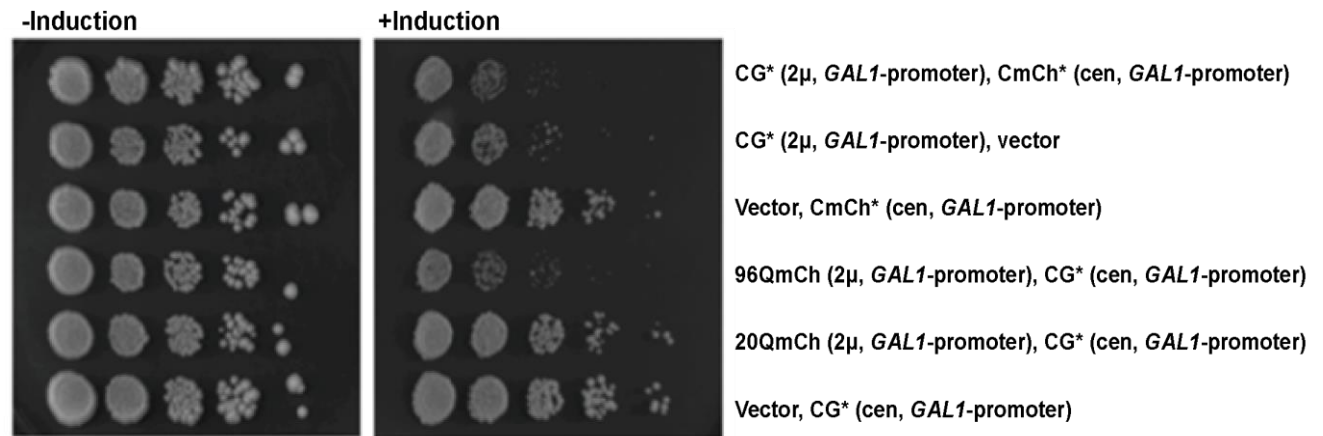 -Induction
+Induction
CG* (2µ, GAL1-promoter), CmCh* (cen, GAL1-promoter)
CG* (2µ, GAL1-promoter), vector
Vector, CmCh* (cen, GAL1-promoter)
96QmCh (2µ, GAL1-promoter), CG* (cen, GAL1-promoter)
20QmCh (2µ, GAL1-promoter), CG* (cen, GAL1-promoter)
Vector, CG* (cen, GAL1-promoter)